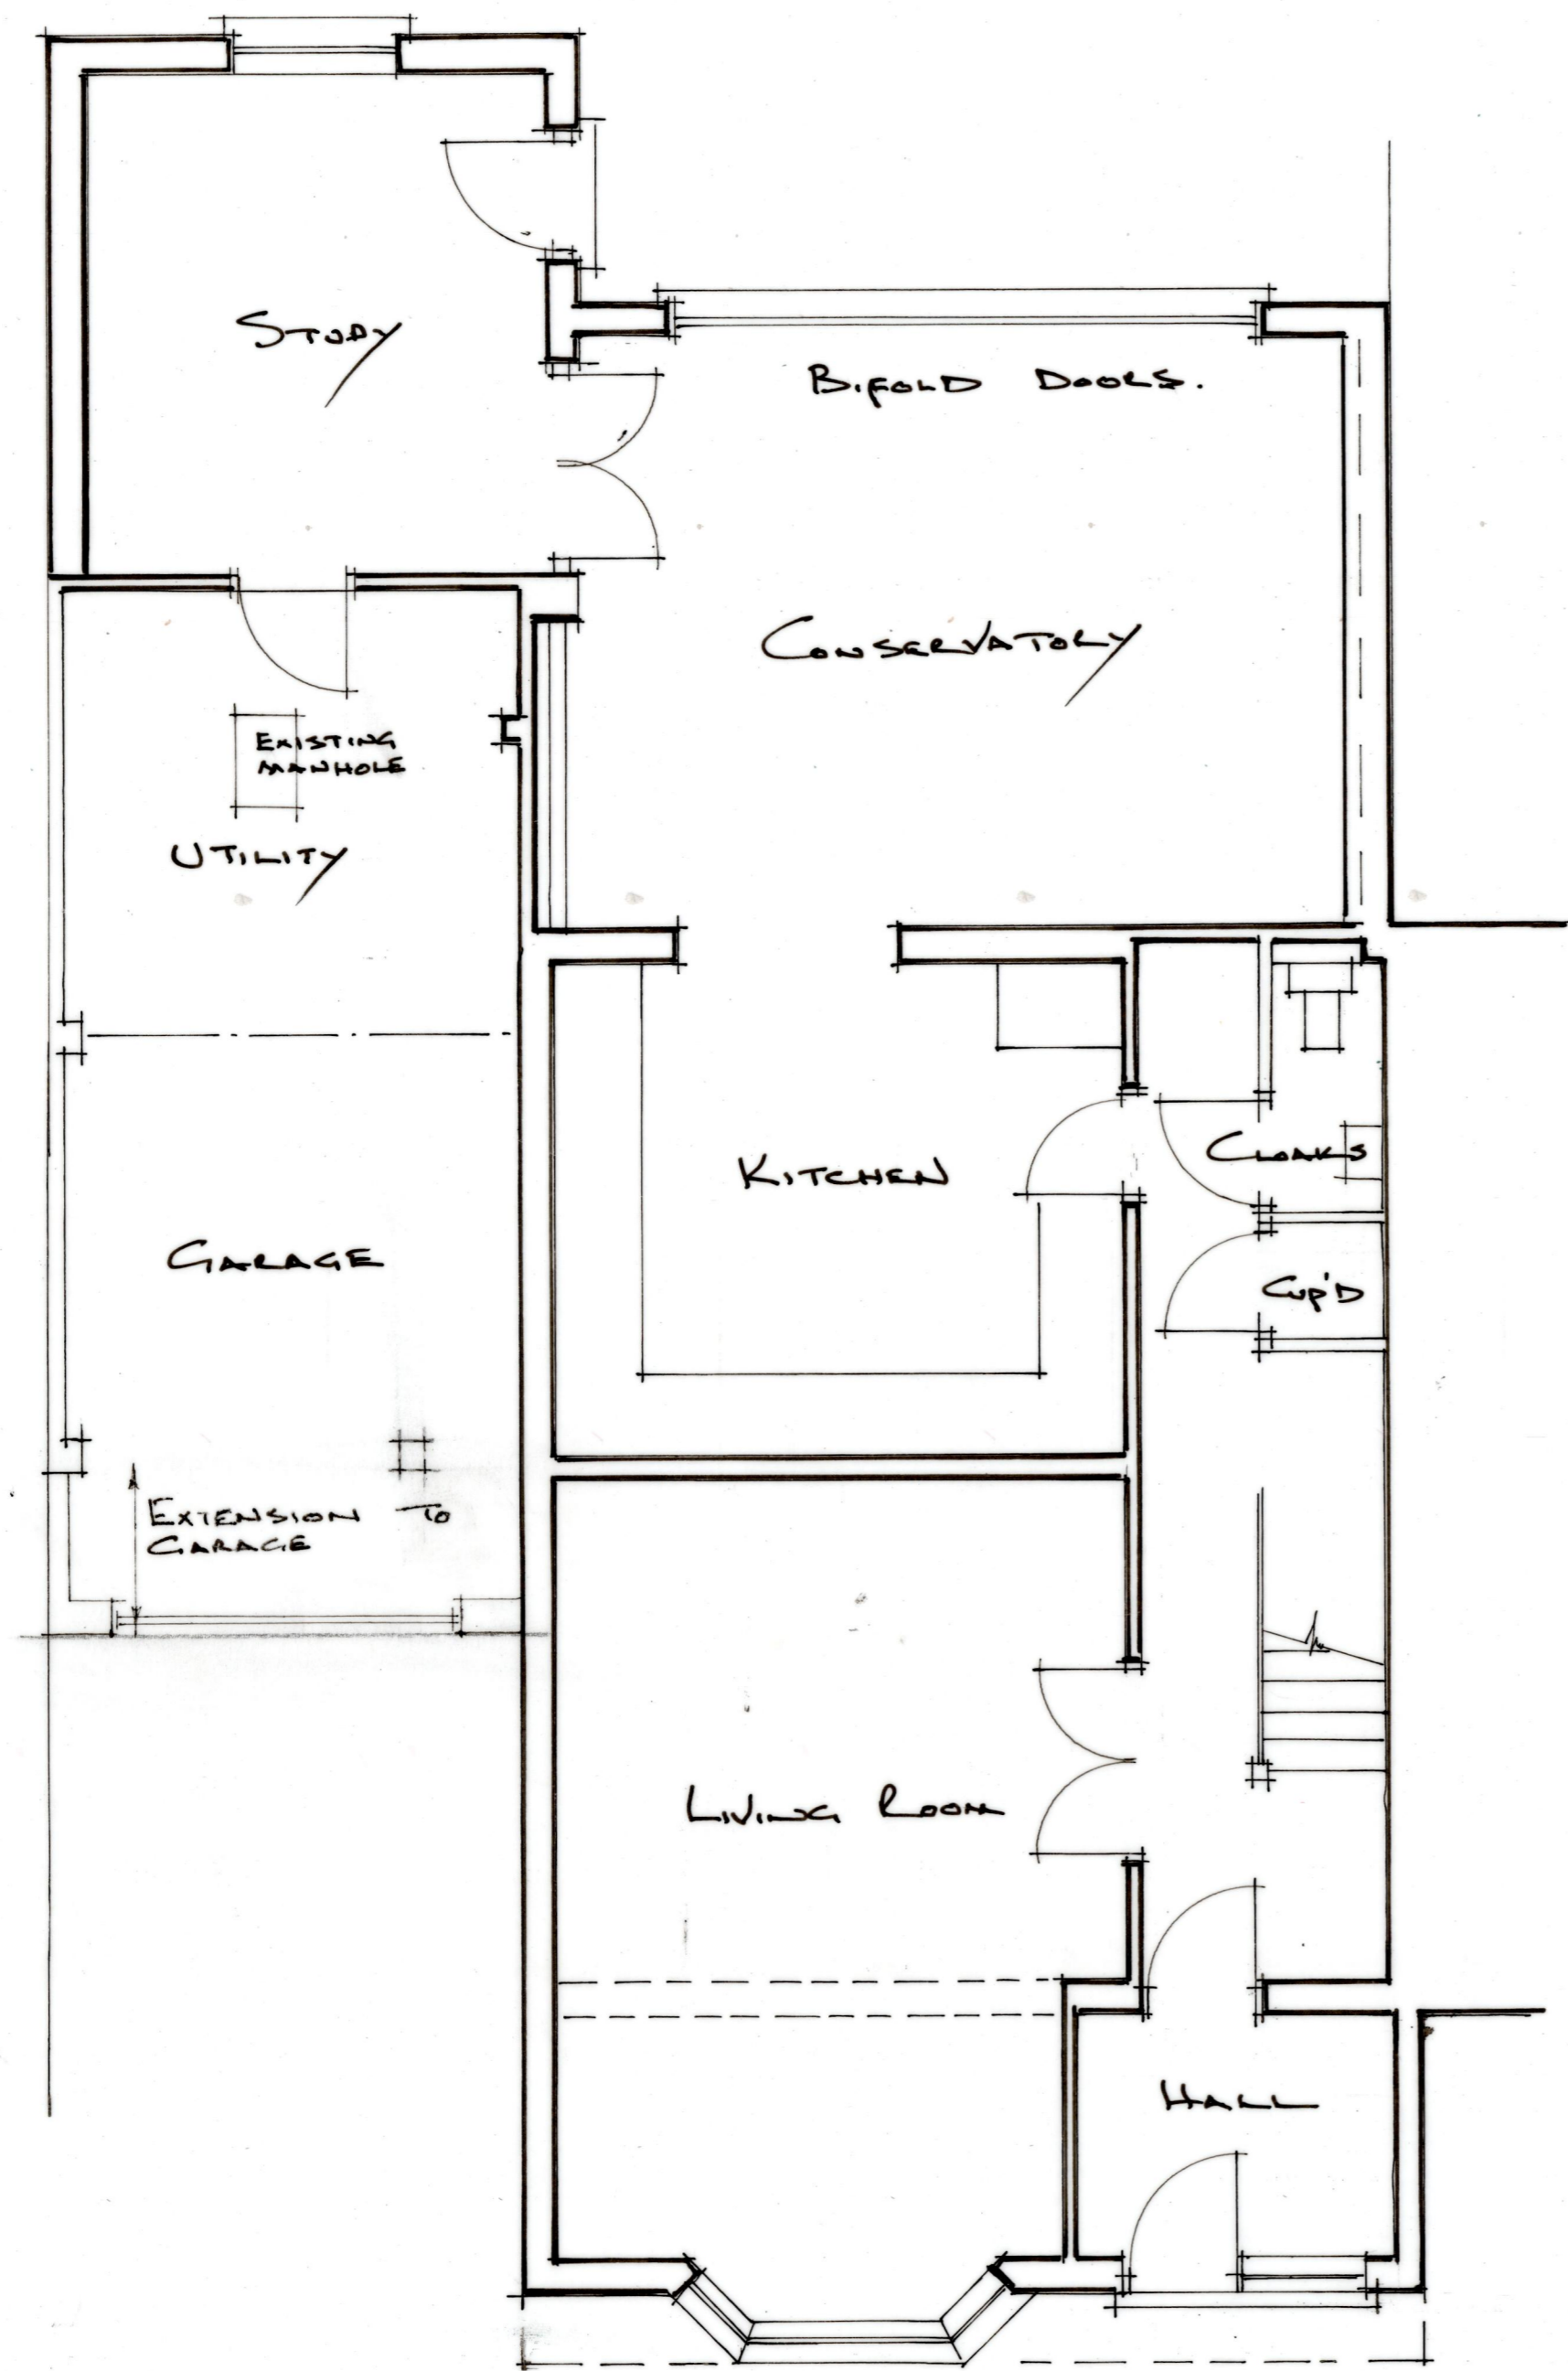 STUDY
BIFOLD DOORS.
CONSERVATORY
EXISTING
MANHOLE
UTILITY
CLOAKS
KITCHEN
GARAGE
CUP'D
EXTENSION TO
GARAGE
LIVING ROOM
HALL